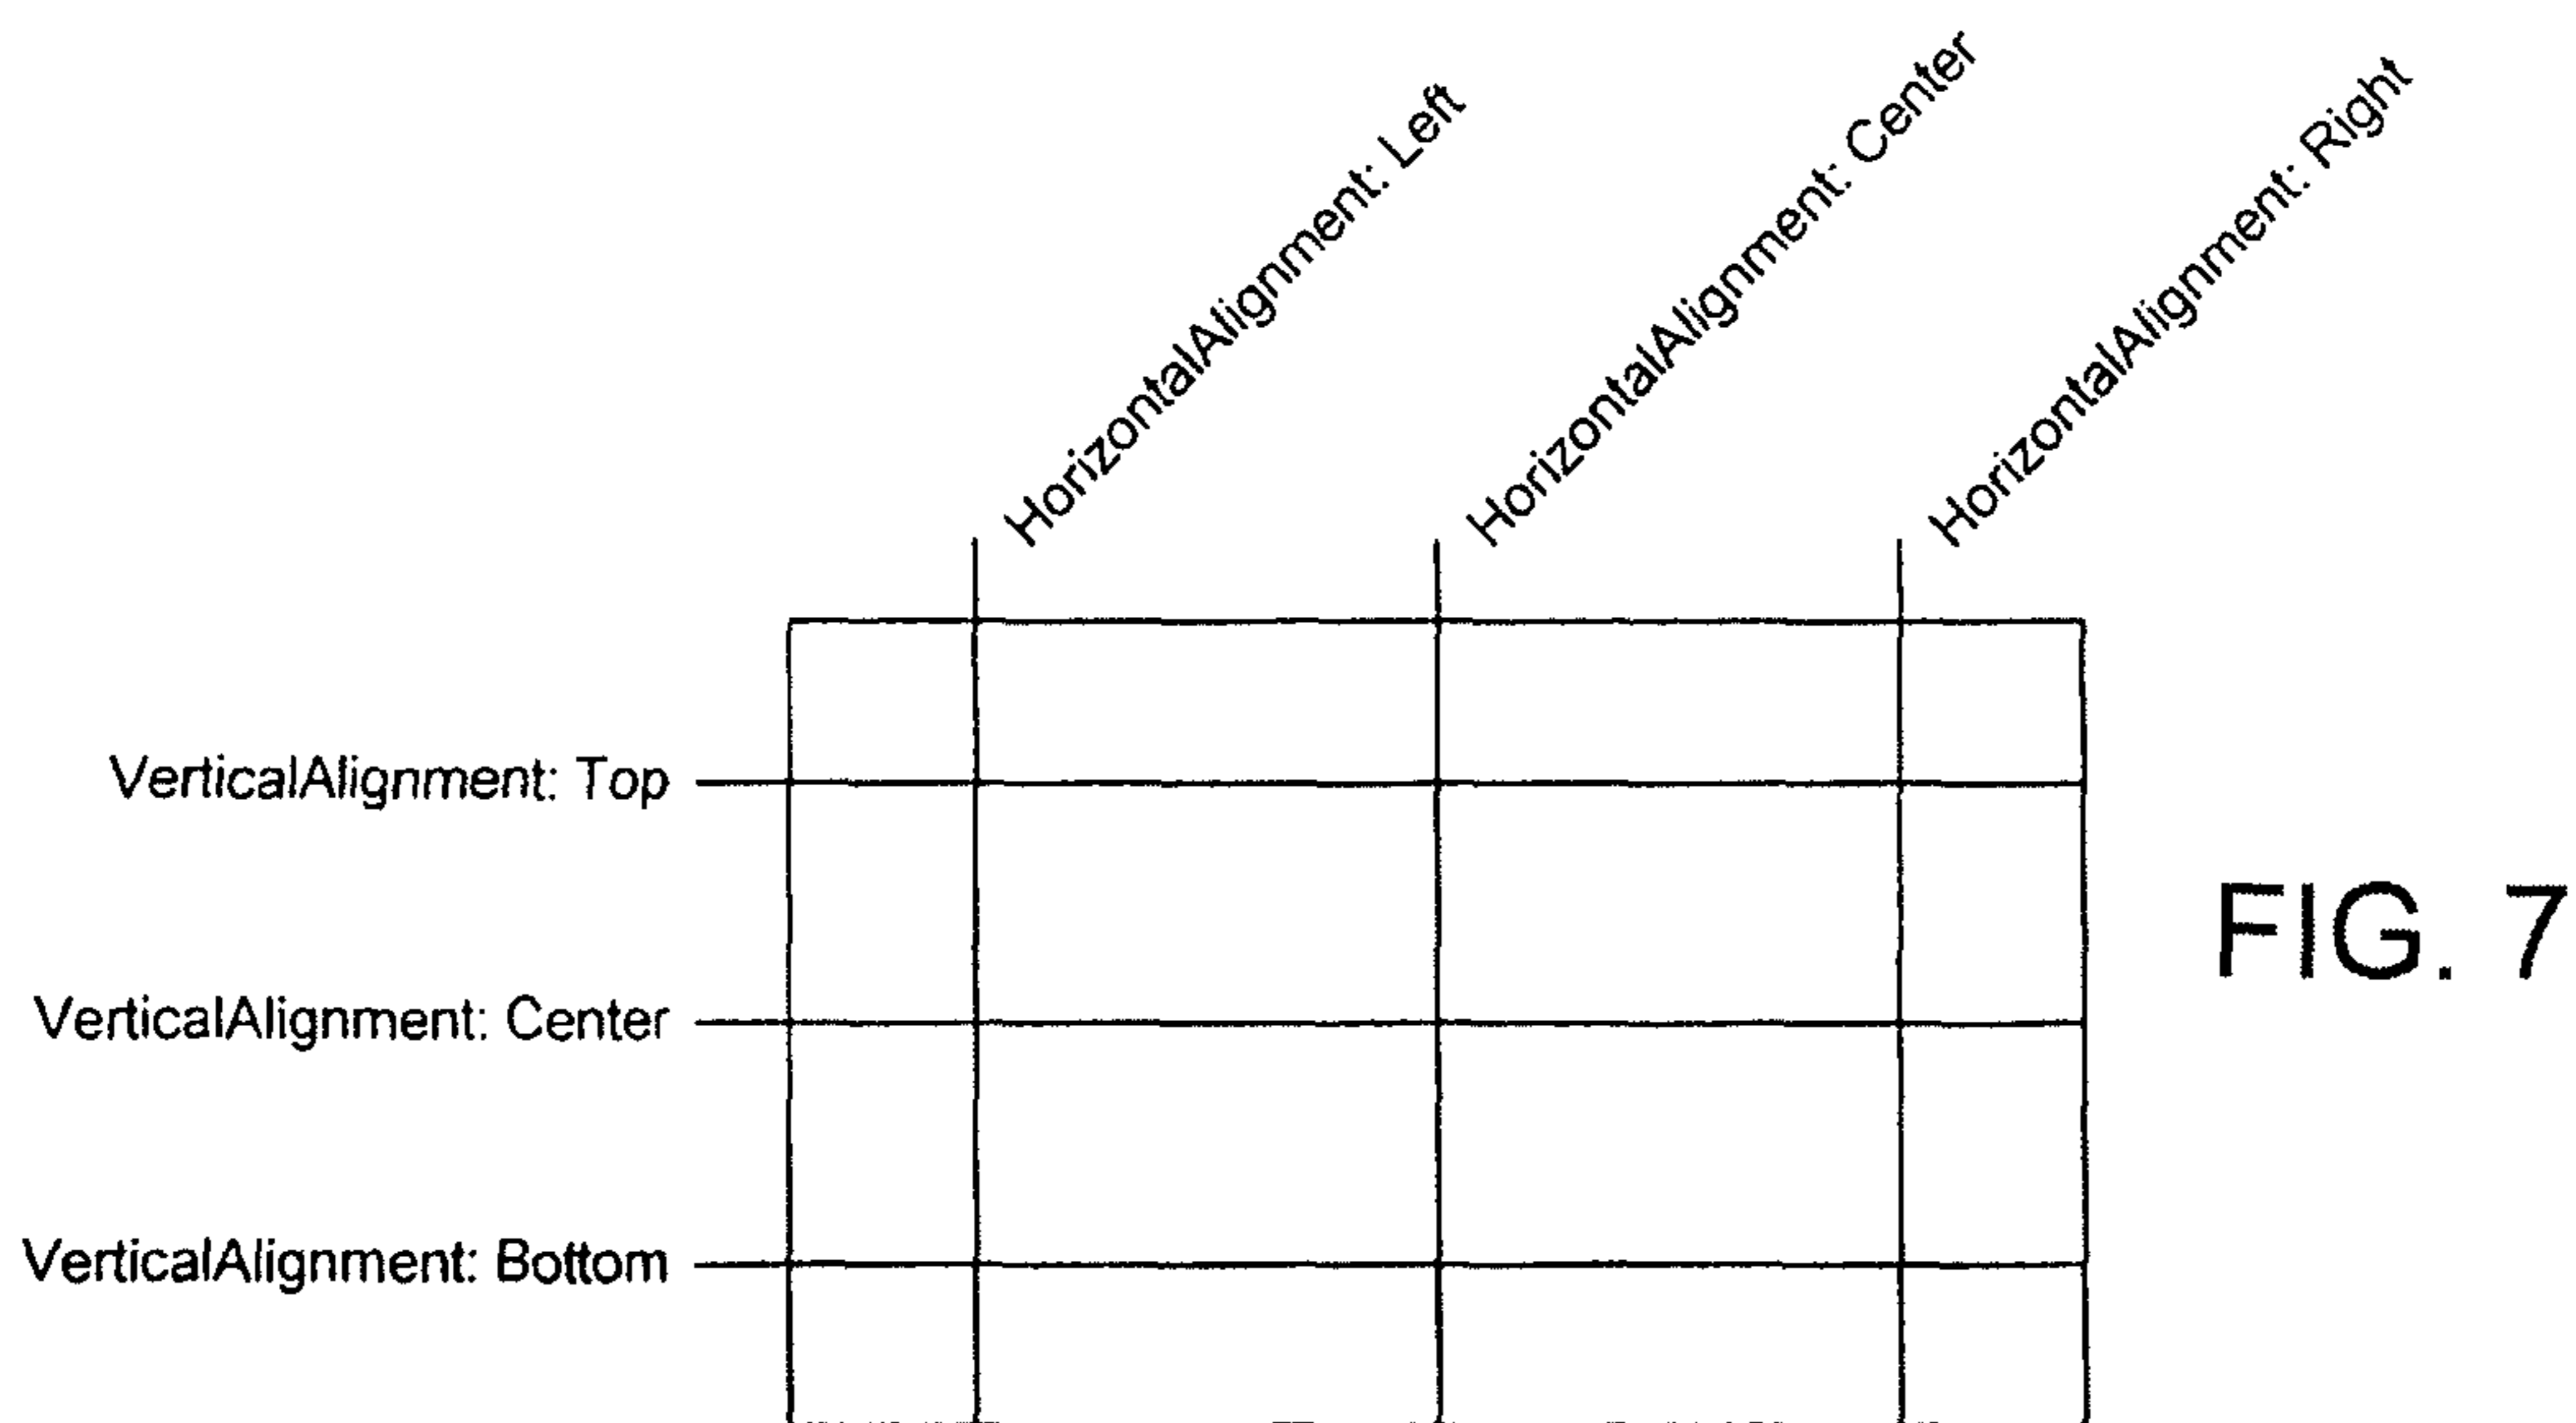 HorizontalAlignment: Left
HorizontalAlignment: Center
HorizontalAlignment: Right
VerticalAlignment: Top
VerticalAlignment: Center
VerticalAlignment: Bottom
FIG. 7